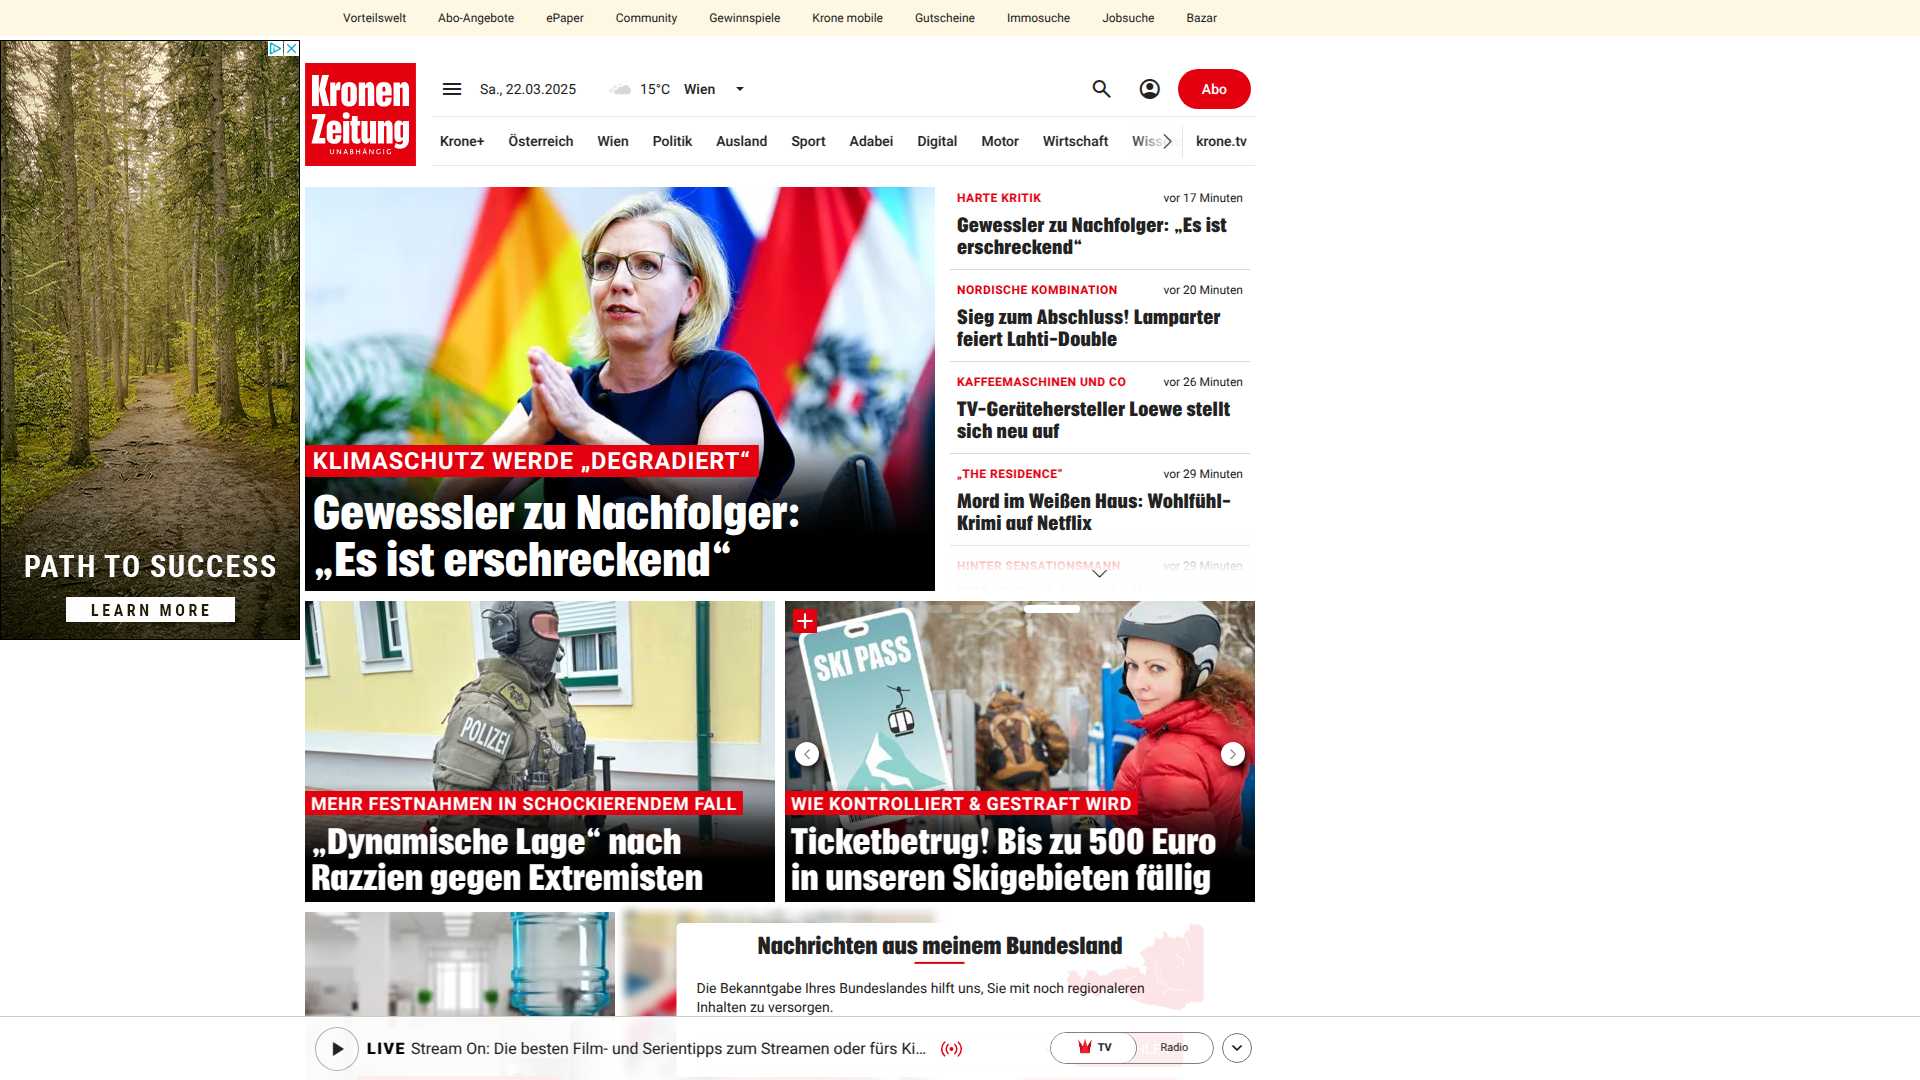 Vorteilswelt Abo-Angebote ePaper Community Gewinnspiele Krone mobile Gutscheine Immosuche Jobsuche Bazar
Kronen
Zeitung
UNABHÄNGIG
Sa., 22.03.2025 15°C Wien
Abo
Krone+ Österreich Wien Politik Ausland Sport Adabei Digital Motor Wirtschaft krone.tv
PATH TO SUCCESS
LEARN MORE
KLIMASCHUTZ WERDE „DEGRADIERT“
Gewessler zu Nachfolger:
„Es ist erschreckend“
HARTE KRITIK vor 17 Minuten
Gewessler zu Nachfolger: „Es ist
erschreckend“
NORDISCHE KOMBINATION vor 20 Minuten
Sieg zum Abschluss! Lamparter
feiert Lahti-Double
KAFFEEMASCHINEN UND CO vor 26 Minuten
TV-Gerätehersteller Loewe stellt
sich neu auf
„THE RESIDENCE“ vor 29 Minuten
Mord im Weißen Haus: Wohlfühl-
Krimi auf Netflix
HINTER SENSATIONSMANN vor 29 Minuten
POLIZEI
MEHR FESTNAHMEN IN SCHOCKIERENDEM FALL
„Dynamische Lage“ nach
Razzien gegen Extremisten
SKI PASS
WIE KONTROLLIERT & GESTRAFT WIRD
Ticketbetrug! Bis zu 500 Euro
in unseren Skigebieten fällig
Nachrichten aus meinem Bundesland
Die Bekanntgabe Ihres Bundeslandes hilft uns, Sie mit noch regionaleren
Inhalten zu versorgen.
LIVE Stream On: Die besten Film- und Serientipps zum Streamen oder fürs Ki...
TV Radio